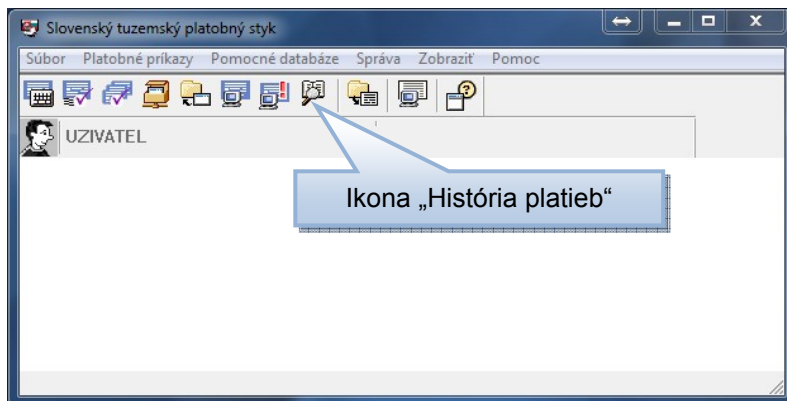 Slovenský tuzemský platobný styk
Súbor Platobné príkazy Pomocné databáze Správa Zobraziť Pomoc
UZIVATEL
Ikona „História platieb“